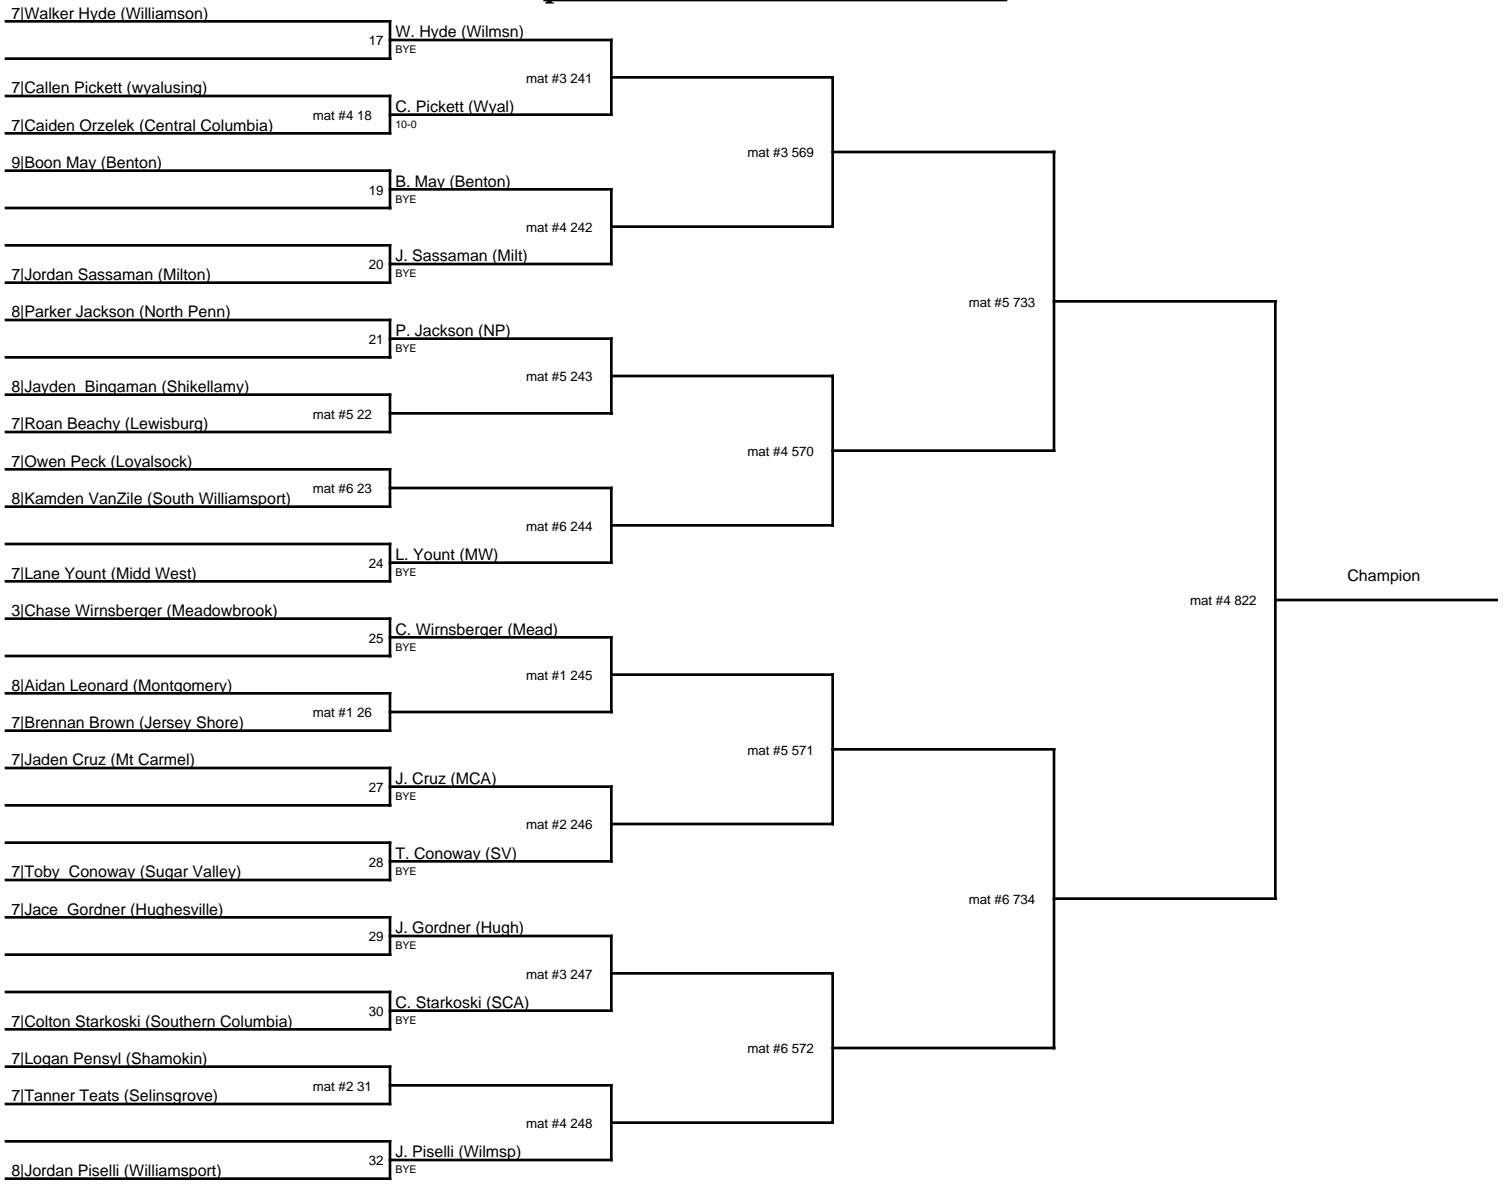 7|Walker Hyde (Williamson)
17
W. Hyde (Wilmsn)
BYE
mat #3 241
7|Callen Pickett (wyalusing)
mat #4 18
C. Pickett (Wyal)
10-0
7|Caiden Orzelek (Central Columbia)
mat #3 569
9|Boon May (Benton)
19
B. May (Benton)
BYE
mat #4 242
20
J. Sassaman (Milt)
BYE
7|Jordan Sassaman (Milton)
mat #5 733
8|Parker Jackson (North Penn)
21
P. Jackson (NP)
BYE
mat #5 243
8|Jayden  Bingaman (Shikellamy)
mat #5 22
7|Roan Beachy (Lewisburg)
mat #4 570
7|Owen Peck (Loyalsock)
mat #6 23
8|Kamden VanZile (South Williamsport)
mat #6 244
24
L. Yount (MW)
BYE
7|Lane Yount (Midd West)
Champion
mat #4 822
3|Chase Wirnsberger (Meadowbrook)
25
C. Wirnsberger (Mead)
BYE
mat #1 245
8|Aidan Leonard (Montgomery)
mat #1 26
7|Brennan Brown (Jersey Shore)
mat #5 571
7|Jaden Cruz (Mt Carmel)
27
J. Cruz (MCA)
BYE
mat #2 246
28
T. Conoway (SV)
BYE
7|Toby  Conoway (Sugar Valley)
mat #6 734
7|Jace  Gordner (Hughesville)
29
J. Gordner (Hugh)
BYE
mat #3 247
30
C. Starkoski (SCA)
BYE
7|Colton Starkoski (Southern Columbia)
mat #6 572
7|Logan Pensyl (Shamokin)
mat #2 31
7|Tanner Teats (Selinsgrove)
mat #4 248
32
J. Piselli (Wilmsp)
BYE
8|Jordan Piselli (Williamsport)